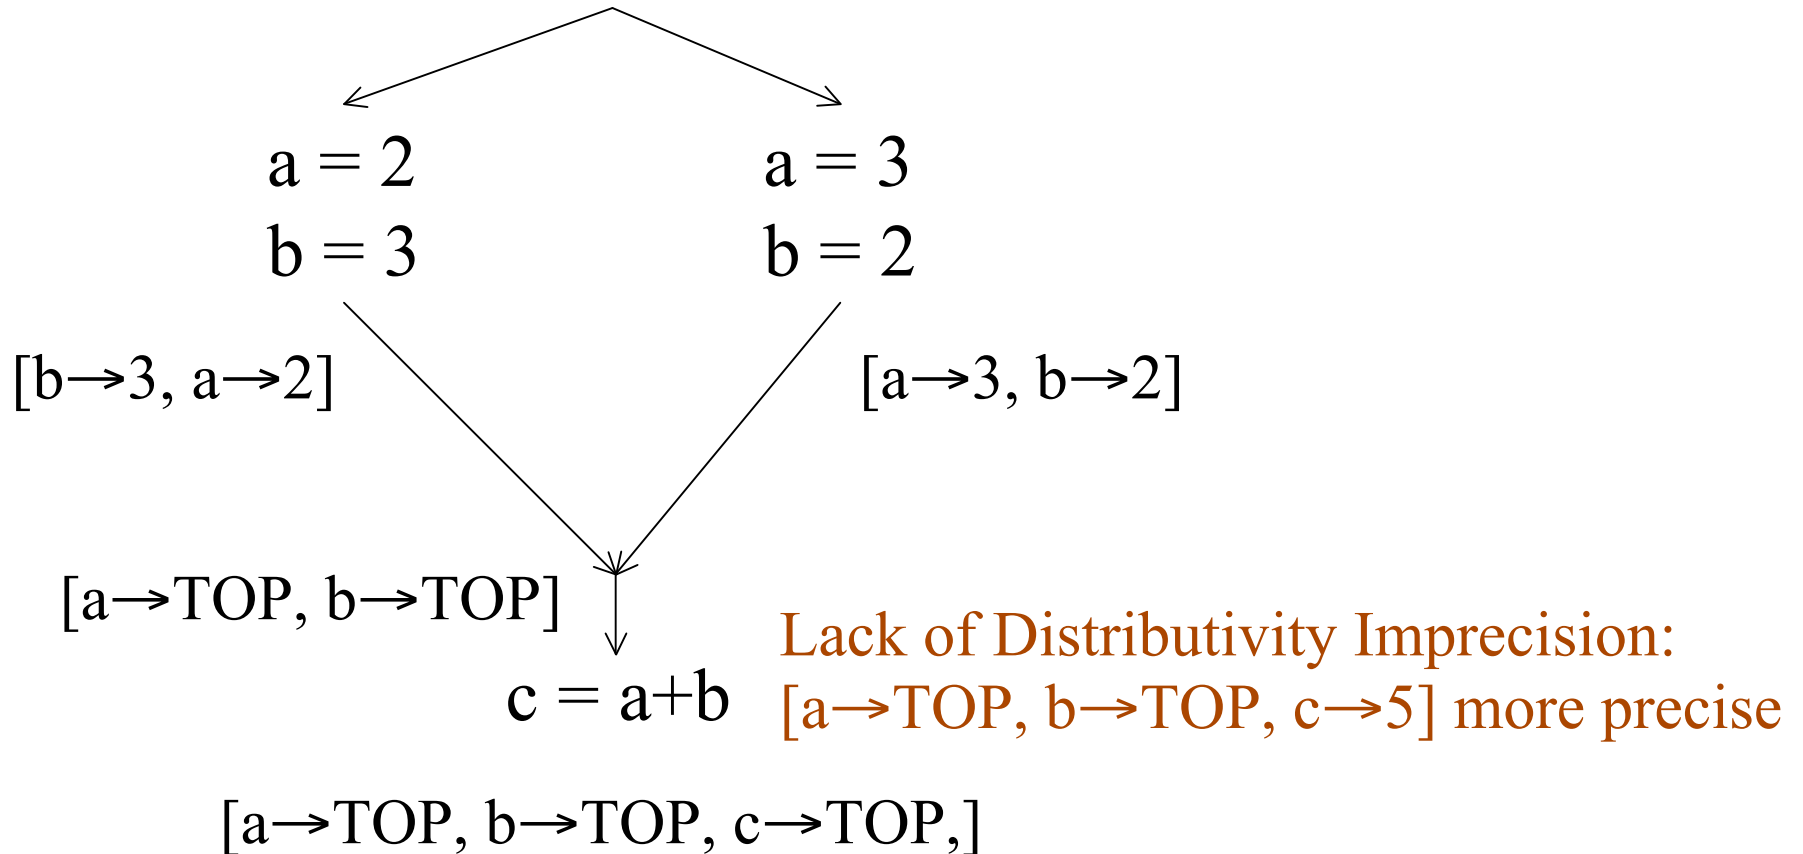 a = 2
b = 3
a = 3
b = 2
[b→3, a→2]
[a→3, b→2]
[a→TOP, b→TOP]
c = a+b
Lack of Distributivity Imprecision:
[a→TOP, b→TOP, c→5] more precise
[a→TOP, b→TOP, c→TOP,]